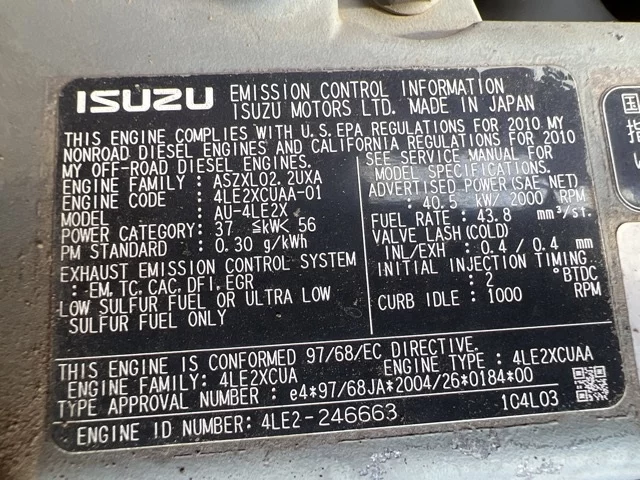 ISUZU EMISSION CONTROL INFORMATION
ISUZU MOTORS LTD. MADE IN JAPAN
THIS ENGINE COMPLIES WITH U.S.EPA REGULATIONS FOR 2010 MY
NONROAD DIESEL ENGINES AND CALIFORNIA REGULATIONS FOR 2010
MY OFF-ROAD DIESEL ENGINES.
ENGINE FAMILY : ASZXL02.2UXA
ENGINE CODE : 4LE2XCUAA-01
MODEL : AU-4LE2X
POWER CATEGORY: 37 ≦kW< 56
PM STANDARD : 0.30 g/kWh
EXHAUST EMISSION CONTROL SYSTEM
: EM, TC, CAC, DFI, EGR
LOW SULFUR FUEL OR ULTRA LOW
SULFUR FUEL ONLY
SEE SERVICE MANUAL FOR
MODEL SPECIFICATIONS.
ADVERTISED POWER(SAE NET)
: 40.5 kW/ 2000 RPM
FUEL RATE : 43.8 mm³/st.
VALVE LASH(COLD)
INL/EXH : 0.4 / 0.4 mm
INITIAL INJECTION TIMING
: 2 °BTDC
CURB IDLE : 1000 RPM
THIS ENGINE IS CONFORMED 97/68/EC DIRECTIVE.
ENGINE FAMILY: 4LE2XCUA ENGINE TYPE : 4LE2XCUAA
TYPE APPROVAL NUMBER : e4*97/68JA*2004/26*0184*00
ENGINE ID NUMBER: 4LE2-246663 1C4L03
国
指